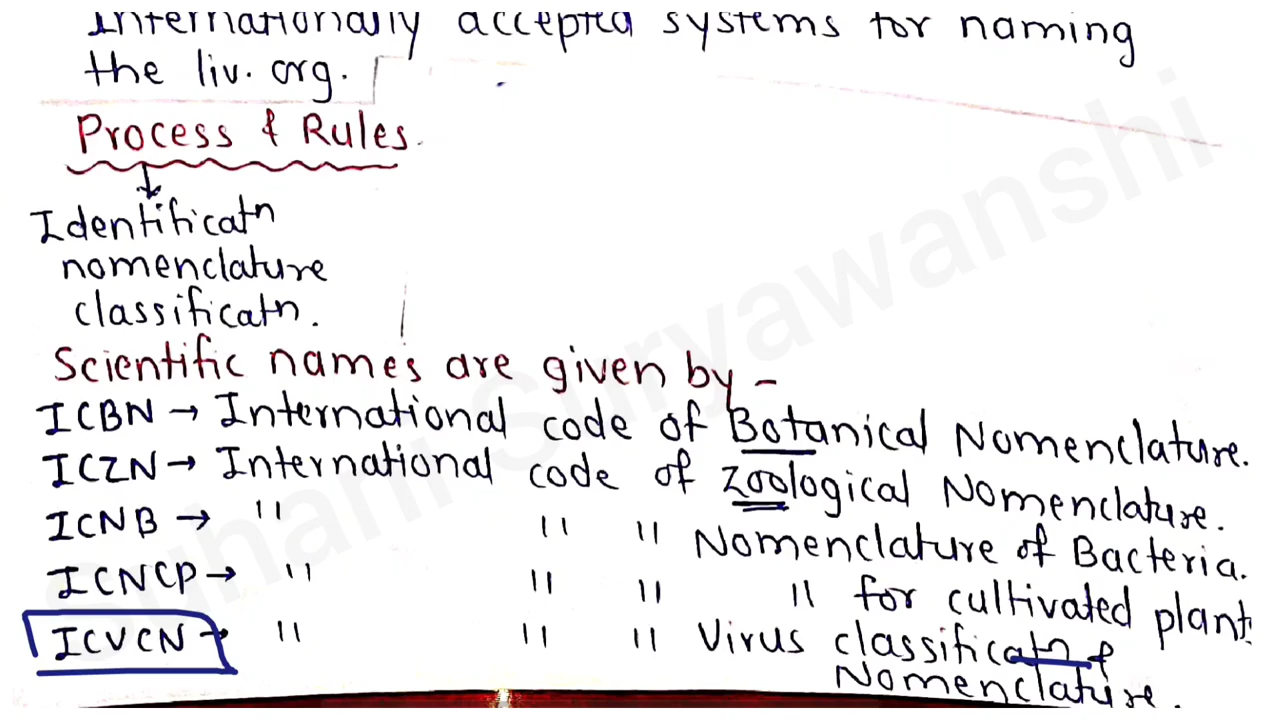 Internationally accepted systems for naming
the liv. org.
Process & Rules.
Identificatn
nomenclature
classificatn.
Scientific names are given by -
ICBN → International code of Botanical Nomenclature.
ICZN → International code of Zoological Nomenclature.
ICNB → " " " Nomenclature of Bacteria.
ICNCP → " " " " for cultivated plant.
ICVCN → " " " Virus classificatn &
Nomenclature.
Suhani Suryawanshi